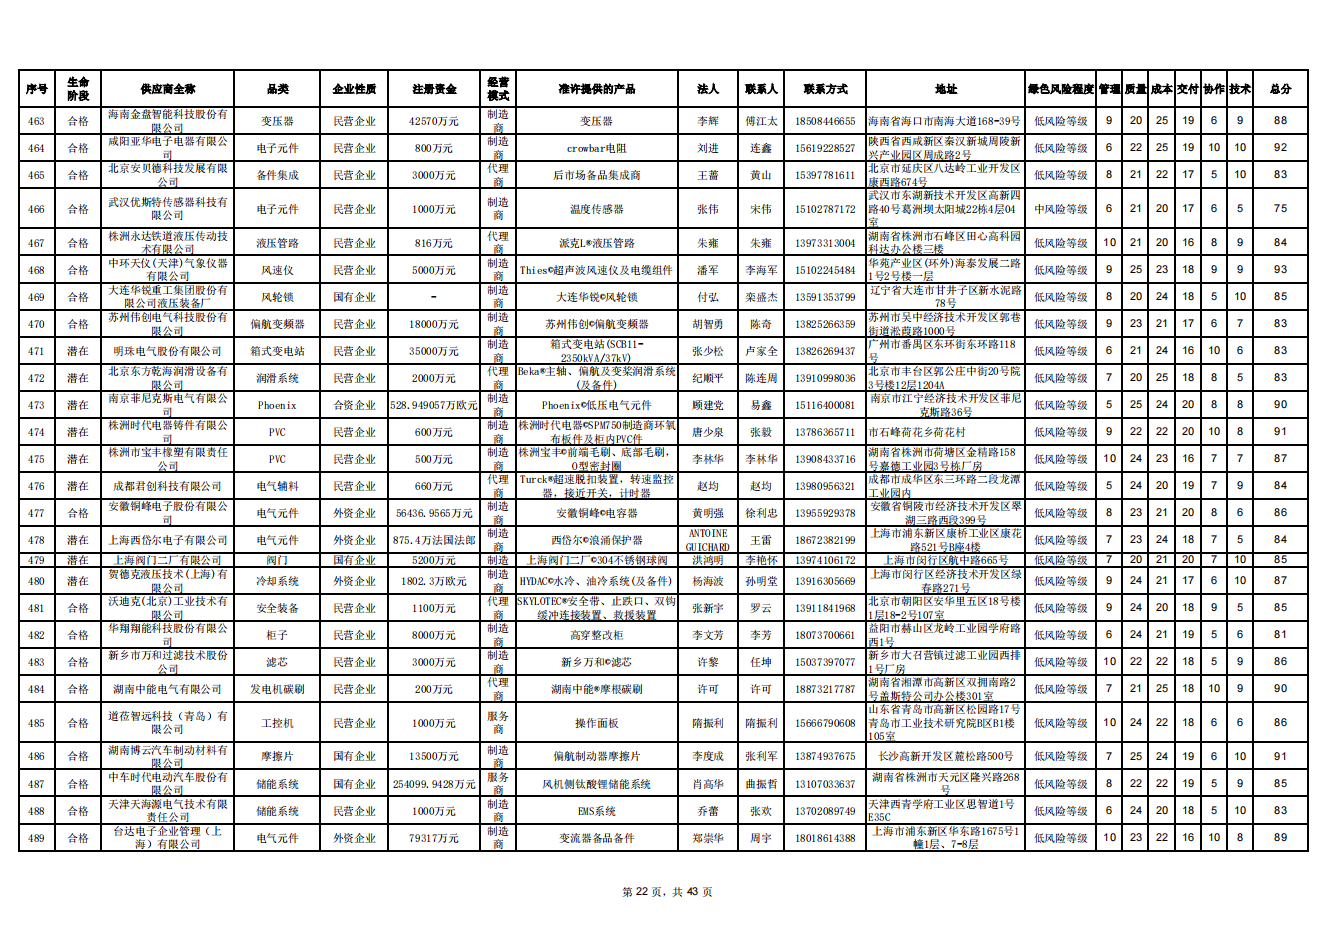 序号 生命阶段 供应商全称 品类 企业性质 注册资金 经营模式 准许提供的产品 法人 联系人 联系方式 地址 绿色风险程度 管理 质量 成本 交付 协作 技术 总分
463 合格 海南金盘智能科技股份有限公司 变压器 民营企业 42570万元 制造商 变压器 李辉 傅江太 18508446655 海南省海口市南海大道168-39号 低风险等级 9 20 25 19 6 9 88
464 合格 咸阳亚华电子电器有限公司 电子元件 民营企业 800万元 制造商 crowbar电阻 刘进 连鑫 15619228527 陕西省西咸新区秦汉新城周陵新兴产业园区周成路2号 低风险等级 6 22 25 19 10 10 92
465 合格 北京安贝德科技发展有限公司 备件集成 民营企业 3000万元 代理商 后市场备品集成商 王蔷 黄山 15397781611 北京市延庆区八达岭工业开发区康西路674号 低风险等级 8 21 22 17 5 10 83
466 合格 武汉优斯特传感器科技有限公司 电子元件 民营企业 1000万元 制造商 温度传感器 张伟 宋伟 15102787172 武汉市东湖新技术开发区高新四路40号葛洲坝太阳城22栋4层04室 中风险等级 6 21 20 17 6 5 75
467 合格 株洲永达铁道液压传动技术有限公司 液压管路 民营企业 816万元 代理商 派克L®液压管路 朱雍 朱雍 13973313004 湖南省株洲市石峰区田心高科园科达办公楼三楼 低风险等级 10 21 20 16 8 9 84
468 合格 中环天仪(天津)气象仪器有限公司 风速仪 民营企业 5000万元 制造商 Thies©超声波风速仪及电缆组件 潘军 李海军 15102245484 华苑产业区(环外)海泰发展二路1号2号楼一层 低风险等级 9 25 23 18 9 9 93
469 合格 大连华锐重工集团股份有限公司液压装备厂 风轮锁 国有企业 - 制造商 大连华锐©风轮锁 付弘 栾盛杰 13591353799 辽宁省大连市甘井子区新水泥路78号 低风险等级 8 20 24 18 5 10 85
470 合格 苏州伟创电气科技股份有限公司 偏航变频器 民营企业 18000万元 制造商 苏州伟创©偏航变频器 胡智勇 陈奇 13825266359 苏州市吴中经济技术开发区郭巷街道淞葭路1000号 低风险等级 9 23 21 17 6 7 83
471 潜在 明珠电气股份有限公司 箱式变电站 民营企业 35000万元 制造商 箱式变电站(SCB11-2350kVA/37kV) 张少松 卢家全 13826269437 广州市番禺区东环街东环路118号 低风险等级 6 21 24 16 10 6 83
472 潜在 北京东方乾海润滑设备有限公司 润滑系统 民营企业 2000万元 代理商 Beka®主轴、偏航及变桨润滑系统(及备件) 纪顺平 陈连周 13910998036 北京市丰台区郭公庄中街20号院3号楼12层1204A 低风险等级 7 20 25 18 8 5 83
473 潜在 南京菲尼克斯电气有限公司 Phoenix 合资企业 528.949057万欧元 制造商 Phoenix©低压电气元件 顾建党 易鑫 15116400081 南京市江宁经济技术开发区菲尼克斯路36号 低风险等级 5 25 24 20 8 8 90
474 潜在 株洲时代电器铸件有限公司 PVC 民营企业 600万元 制造商 株洲时代电器©SPM750制造商环氧布板件及柜内PVC件 唐少泉 张毅 13786365711 市石峰荷花乡荷花村 低风险等级 9 22 22 20 10 8 91
475 潜在 株洲市宝丰橡塑有限责任公司 PVC 民营企业 500万元 制造商 株洲宝丰©前端毛刷、底部毛刷，O型密封圈 李林华 李林华 13908433716 湖南省株洲市荷塘区金精路158号嘉德工业园3号栋厂房 低风险等级 10 24 23 16 7 7 87
476 潜在 成都君创科技有限公司 电气辅料 民营企业 660万元 代理商 Turck®超速脱扣装置，转速监控器，接近开关，计时器 赵均 赵均 13980956321 成都市成华区东三环路二段龙潭工业园内 低风险等级 5 24 20 19 7 9 84
477 潜在 安徽铜峰电子股份有限公司 电气元件 外资企业 56436.9565万元 制造商 安徽铜峰©电容器 黄明强 徐利忠 13955929378 安徽省铜陵市经济技术开发区翠湖三路西段399号 低风险等级 8 23 21 20 8 6 86
478 潜在 上海西岱尔电子有限公司 电气元件 外资企业 875.4万法国法郎 制造商 西岱尔©浪涌保护器 ANTOINE GUICHARD 王雷 18672382199 上海市浦东新区康桥工业区康花路521号B座4楼 低风险等级 7 23 24 18 7 5 84
479 潜在 上海阀门二厂有限公司 阀门 国有企业 5200万元 制造 上海阀门二厂©304不锈钢球阀 洪鸿明 李艳怀 13974106172 上海市闵行区航中路665号 低风险等级 7 20 21 20 7 10 85
480 潜在 贺德克液压技术(上海)有限公司 冷却系统 外资企业 1802.3万欧元 制造商 HYDAC©水冷、油冷系统(及备件) 杨海波 孙明堂 13916305669 上海市闵行区经济技术开发区绿春路271号 低风险等级 9 24 21 17 6 10 87
481 潜在 沃迪克(北京)工业技术有限公司 安全装备 民营企业 1100万元 代理商 SKYLOTEC®安全带、止跌口、双钩缓冲连接装置、救援装置 张新宇 罗云 13911841968 北京市朝阳区安华里五区18号楼1层18-2号107室 低风险等级 9 24 20 18 9 5 85
482 合格 华翔翔能科技股份有限公司 柜子 民营企业 8000万元 制造商 高穿整改柜 李文芳 李芳 18073700661 益阳市赫山区龙岭工业园学府路西1号 低风险等级 6 24 21 19 5 6 81
483 合格 新乡市万和过滤技术股份公司 滤芯 民营企业 3000万元 制造商 新乡万和©滤芯 许黎 任坤 15037397077 新乡市大召营镇过滤工业园西排1号厂房 低风险等级 10 22 22 18 5 9 86
484 合格 湖南中能电气有限公司 发电机碳刷 民营企业 200万元 代理商 湖南中能®摩根碳刷 许可 许可 18873217787 湖南省湘潭市高新区双拥南路2号盖斯特公司办公楼301室 低风险等级 7 21 25 18 10 9 90
485 合格 道莅智远科技（青岛）有限公司 工控机 民营企业 1000万元 服务商 操作面板 隋振利 隋振利 15666790608 山东省青岛市高新区松园路17号青岛市工业技术研究院B区B1楼105室 低风险等级 10 24 22 18 6 6 86
486 合格 湖南博云汽车制动材料有限公司 摩擦片 国有企业 13500万元 制造商 偏航制动器摩擦片 李度成 张利军 13874937675 长沙高新开发区麓松路500号 低风险等级 7 25 24 19 6 10 91
487 合格 中车时代电动汽车股份有限公司 储能系统 国有企业 254099.9428万元 服务商 风机侧钛酸锂储能系统 肖高华 曲振哲 13107033637 湖南省株洲市天元区隆兴路268号 低风险等级 8 22 22 19 5 9 85
488 合格 天津天海源电气技术有限责任公司 储能系统 民营企业 1000万元 制造商 EMS系统 乔蕾 张欢 13702089749 天津西青学府工业区思智道1号E35C 低风险等级 6 24 20 18 5 10 83
489 合格 台达电子企业管理（上海）有限公司 电气元件 外资企业 79317万元 制造商 变流器备品备件 郑崇华 周宇 18018614388 上海市浦东新区华东路1675号1幢1层、7-8层 低风险等级 10 23 22 16 10 8 89
第 22 页，共 43 页